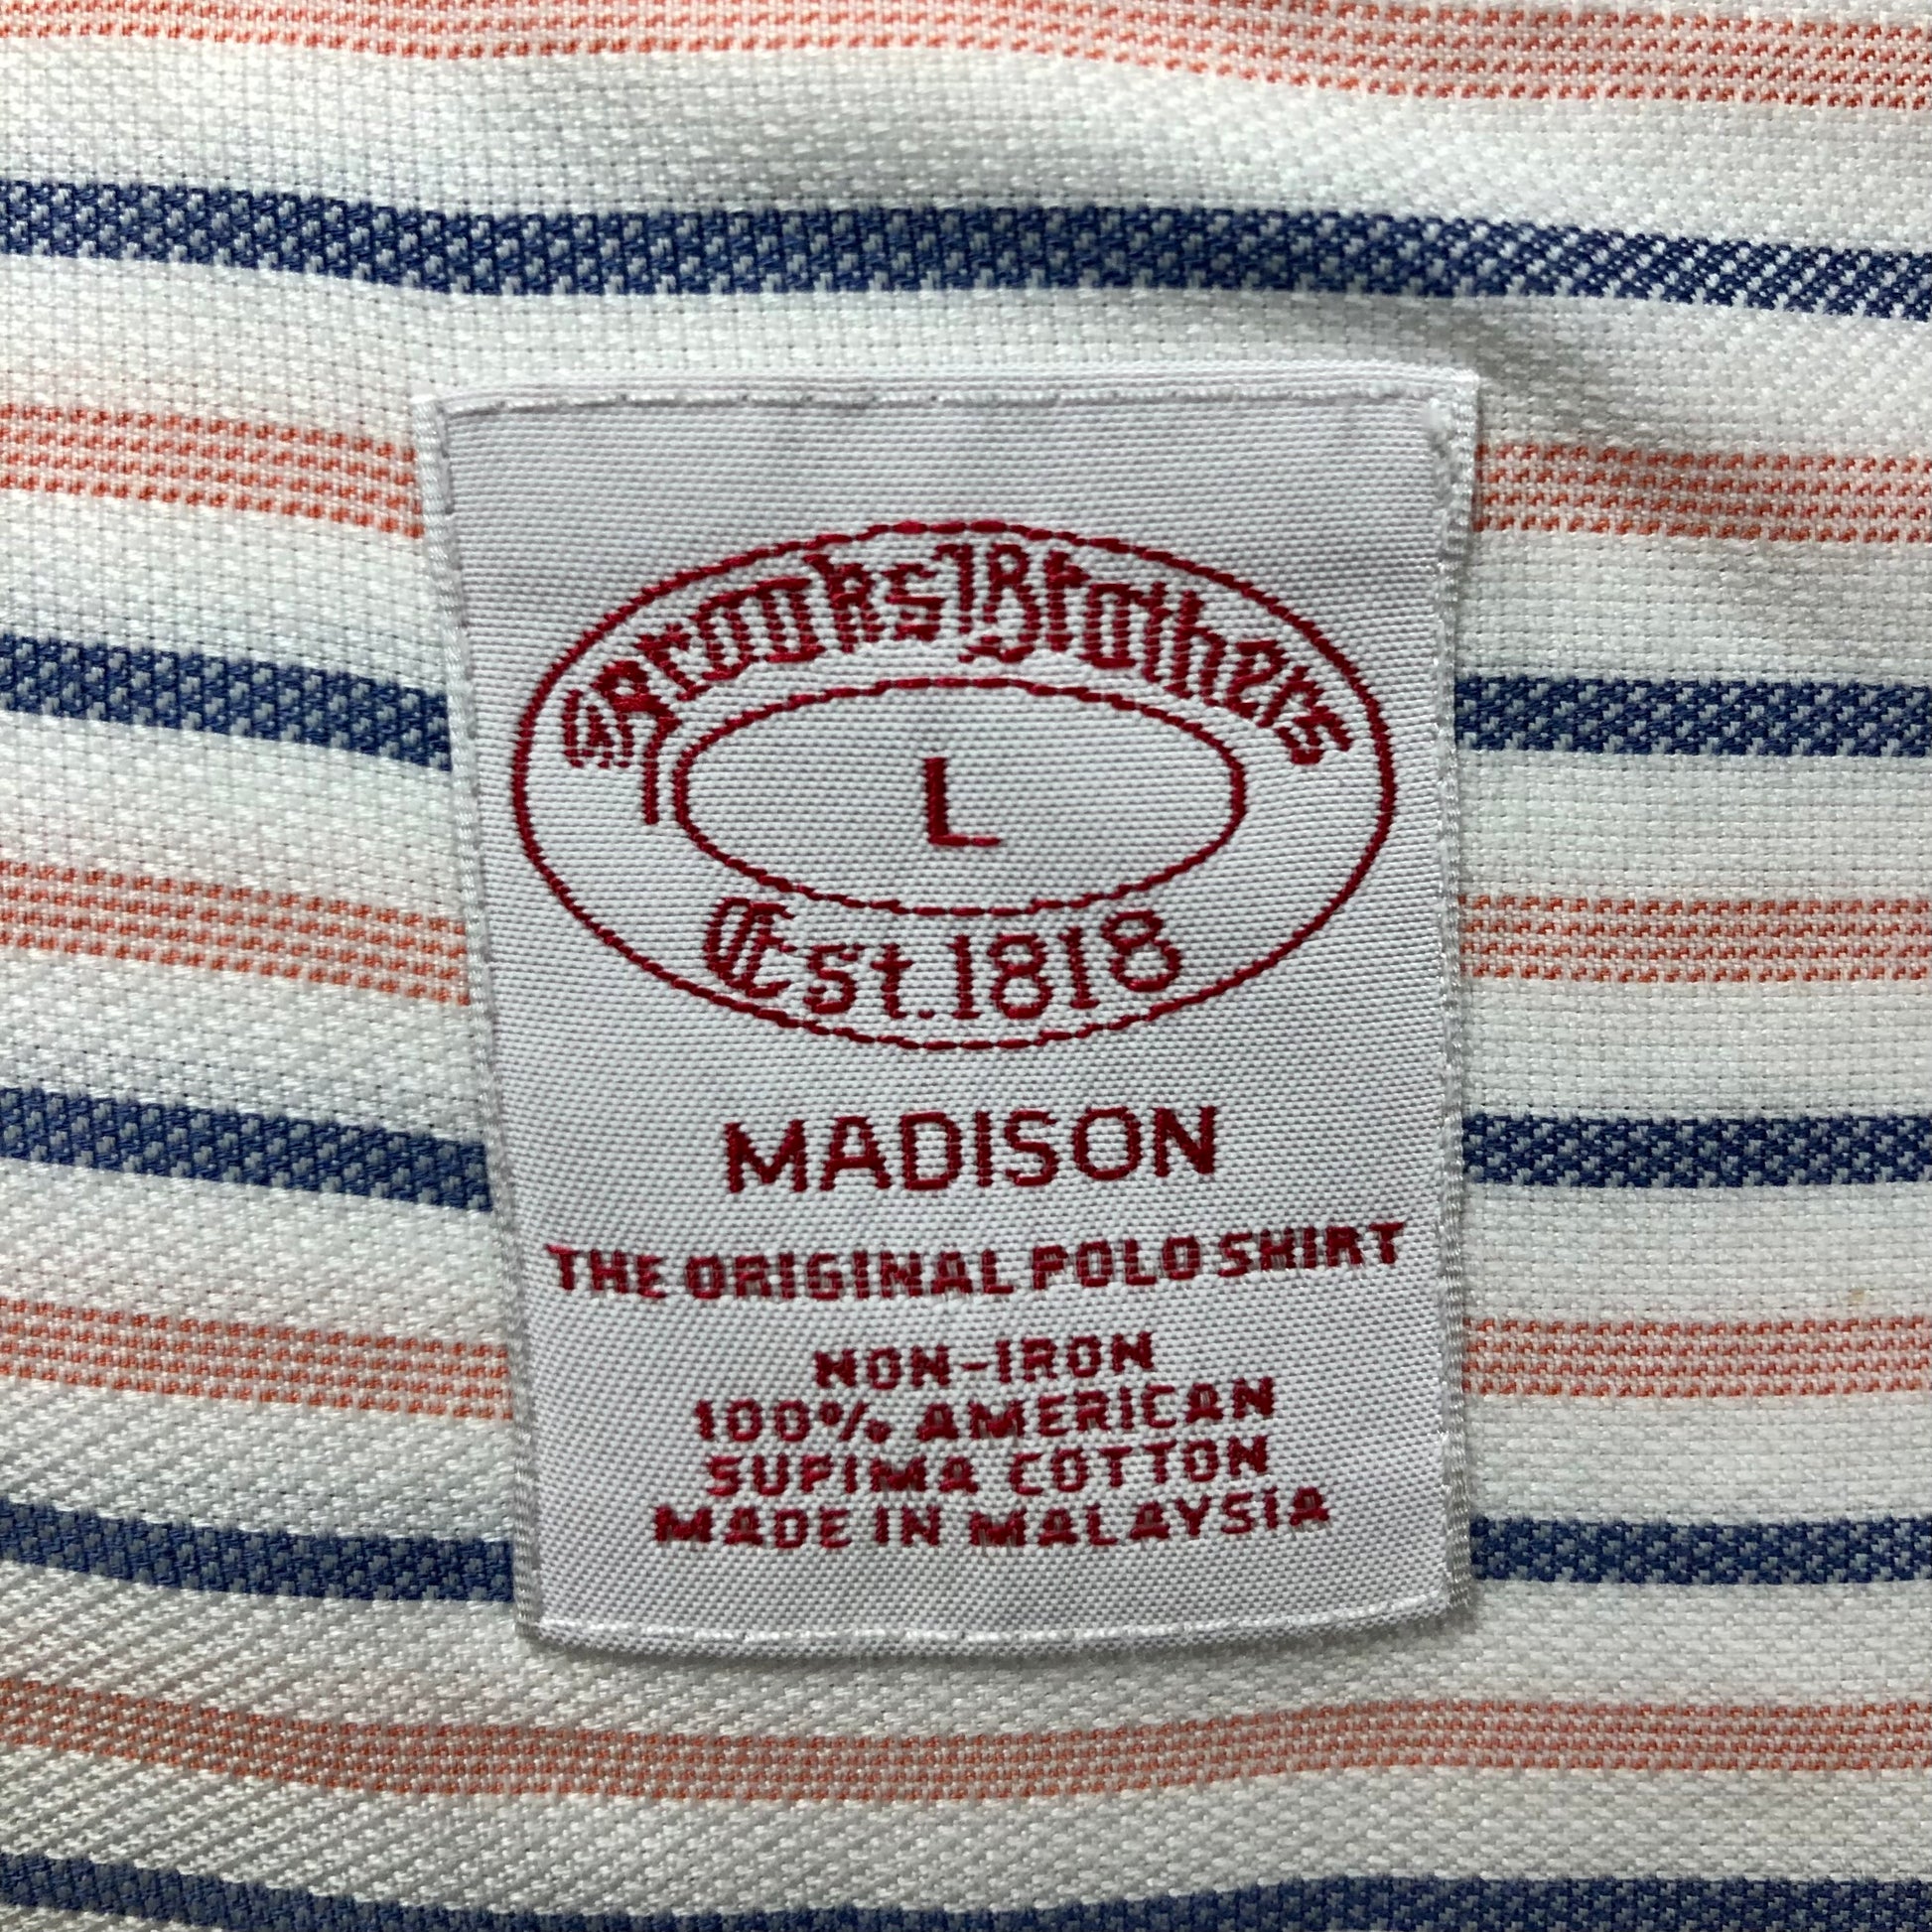 Brooks Brothers
L
Est. 1818
MADISON
THE ORIGINAL POLO SHIRT
NON-IRON
100% AMERICAN
SUPIMA COTTON
MADE IN MALAYSIA